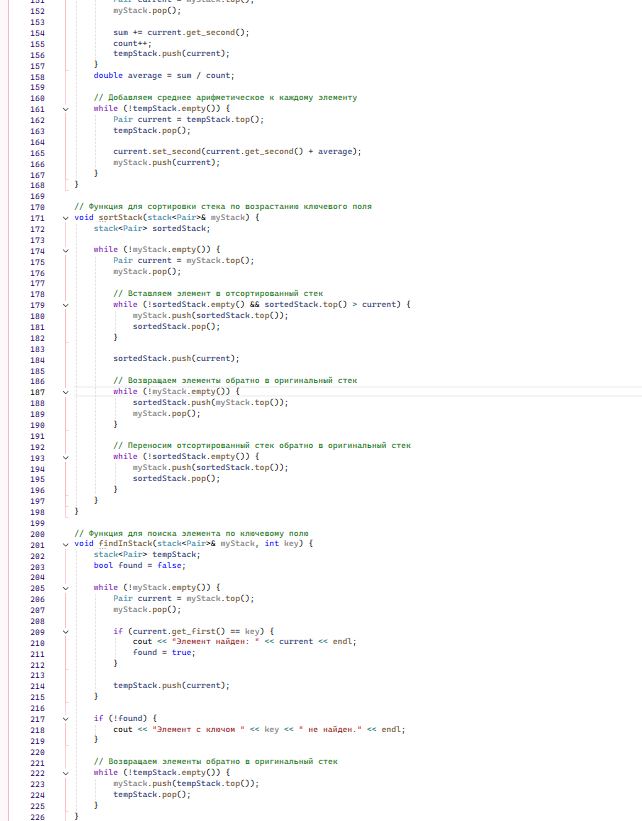 152 myStack.pop();
153
154 sum += current.get_second();
155 count++;
156 tempStack.push(current);
157 }
158 double average = sum / count;
159
160 // Добавляем среднее арифметическое к каждому элементу
161 while (!tempStack.empty()) {
162 Pair current = tempStack.top();
163 tempStack.pop();
164
165 current.set_second(current.get_second() + average);
166 myStack.push(current);
167 }
168 }
169
170 // Функция для сортировки стека по возрастанию ключевого поля
171 void sortStack(stack<Pair>& myStack) {
172 stack<Pair> sortedStack;
173
174 while (!myStack.empty()) {
175 Pair current = myStack.top();
176 myStack.pop();
177
178 // Вставляем элемент в отсортированный стек
179 while (!sortedStack.empty() && sortedStack.top() > current) {
180 myStack.push(sortedStack.top());
181 sortedStack.pop();
182 }
183
184 sortedStack.push(current);
185
186 // Возвращаем элементы обратно в оригинальный стек
187 while (!myStack.empty()) {
188 sortedStack.push(myStack.top());
189 myStack.pop();
190 }
191
192 // Переносим отсортированный стек обратно в оригинальный стек
193 while (!sortedStack.empty()) {
194 myStack.push(sortedStack.top());
195 sortedStack.pop();
196 }
197 }
198 }
199
200 // Функция для поиска элемента по ключевому полю
201 void findInStack(stack<Pair>& myStack, int key) {
202 stack<Pair> tempStack;
203 bool found = false;
204
205 while (!myStack.empty()) {
206 Pair current = myStack.top();
207 myStack.pop();
208
209 if (current.get_first() == key) {
210 cout << "Элемент найден: " << current << endl;
211 found = true;
212 }
213
214 tempStack.push(current);
215 }
216
217 if (!found) {
218 cout << "Элемент с ключом " << key << " не найден." << endl;
219 }
220
221 // Возвращаем элементы обратно в оригинальный стек
222 while (!tempStack.empty()) {
223 myStack.push(tempStack.top());
224 tempStack.pop();
225 }
226 }